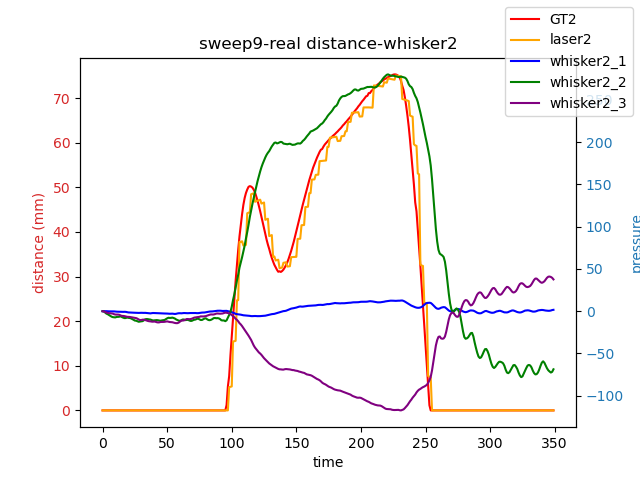 sweep9-real distance-whisker2
GT2
laser2
whisker2_1
whisker2_2
whisker2_3
distance (mm)
70
60
50
40
30
20
10
0
200
150
100
50
0
−50
−100
pressure
0
50
100
150
200
250
300
350
time